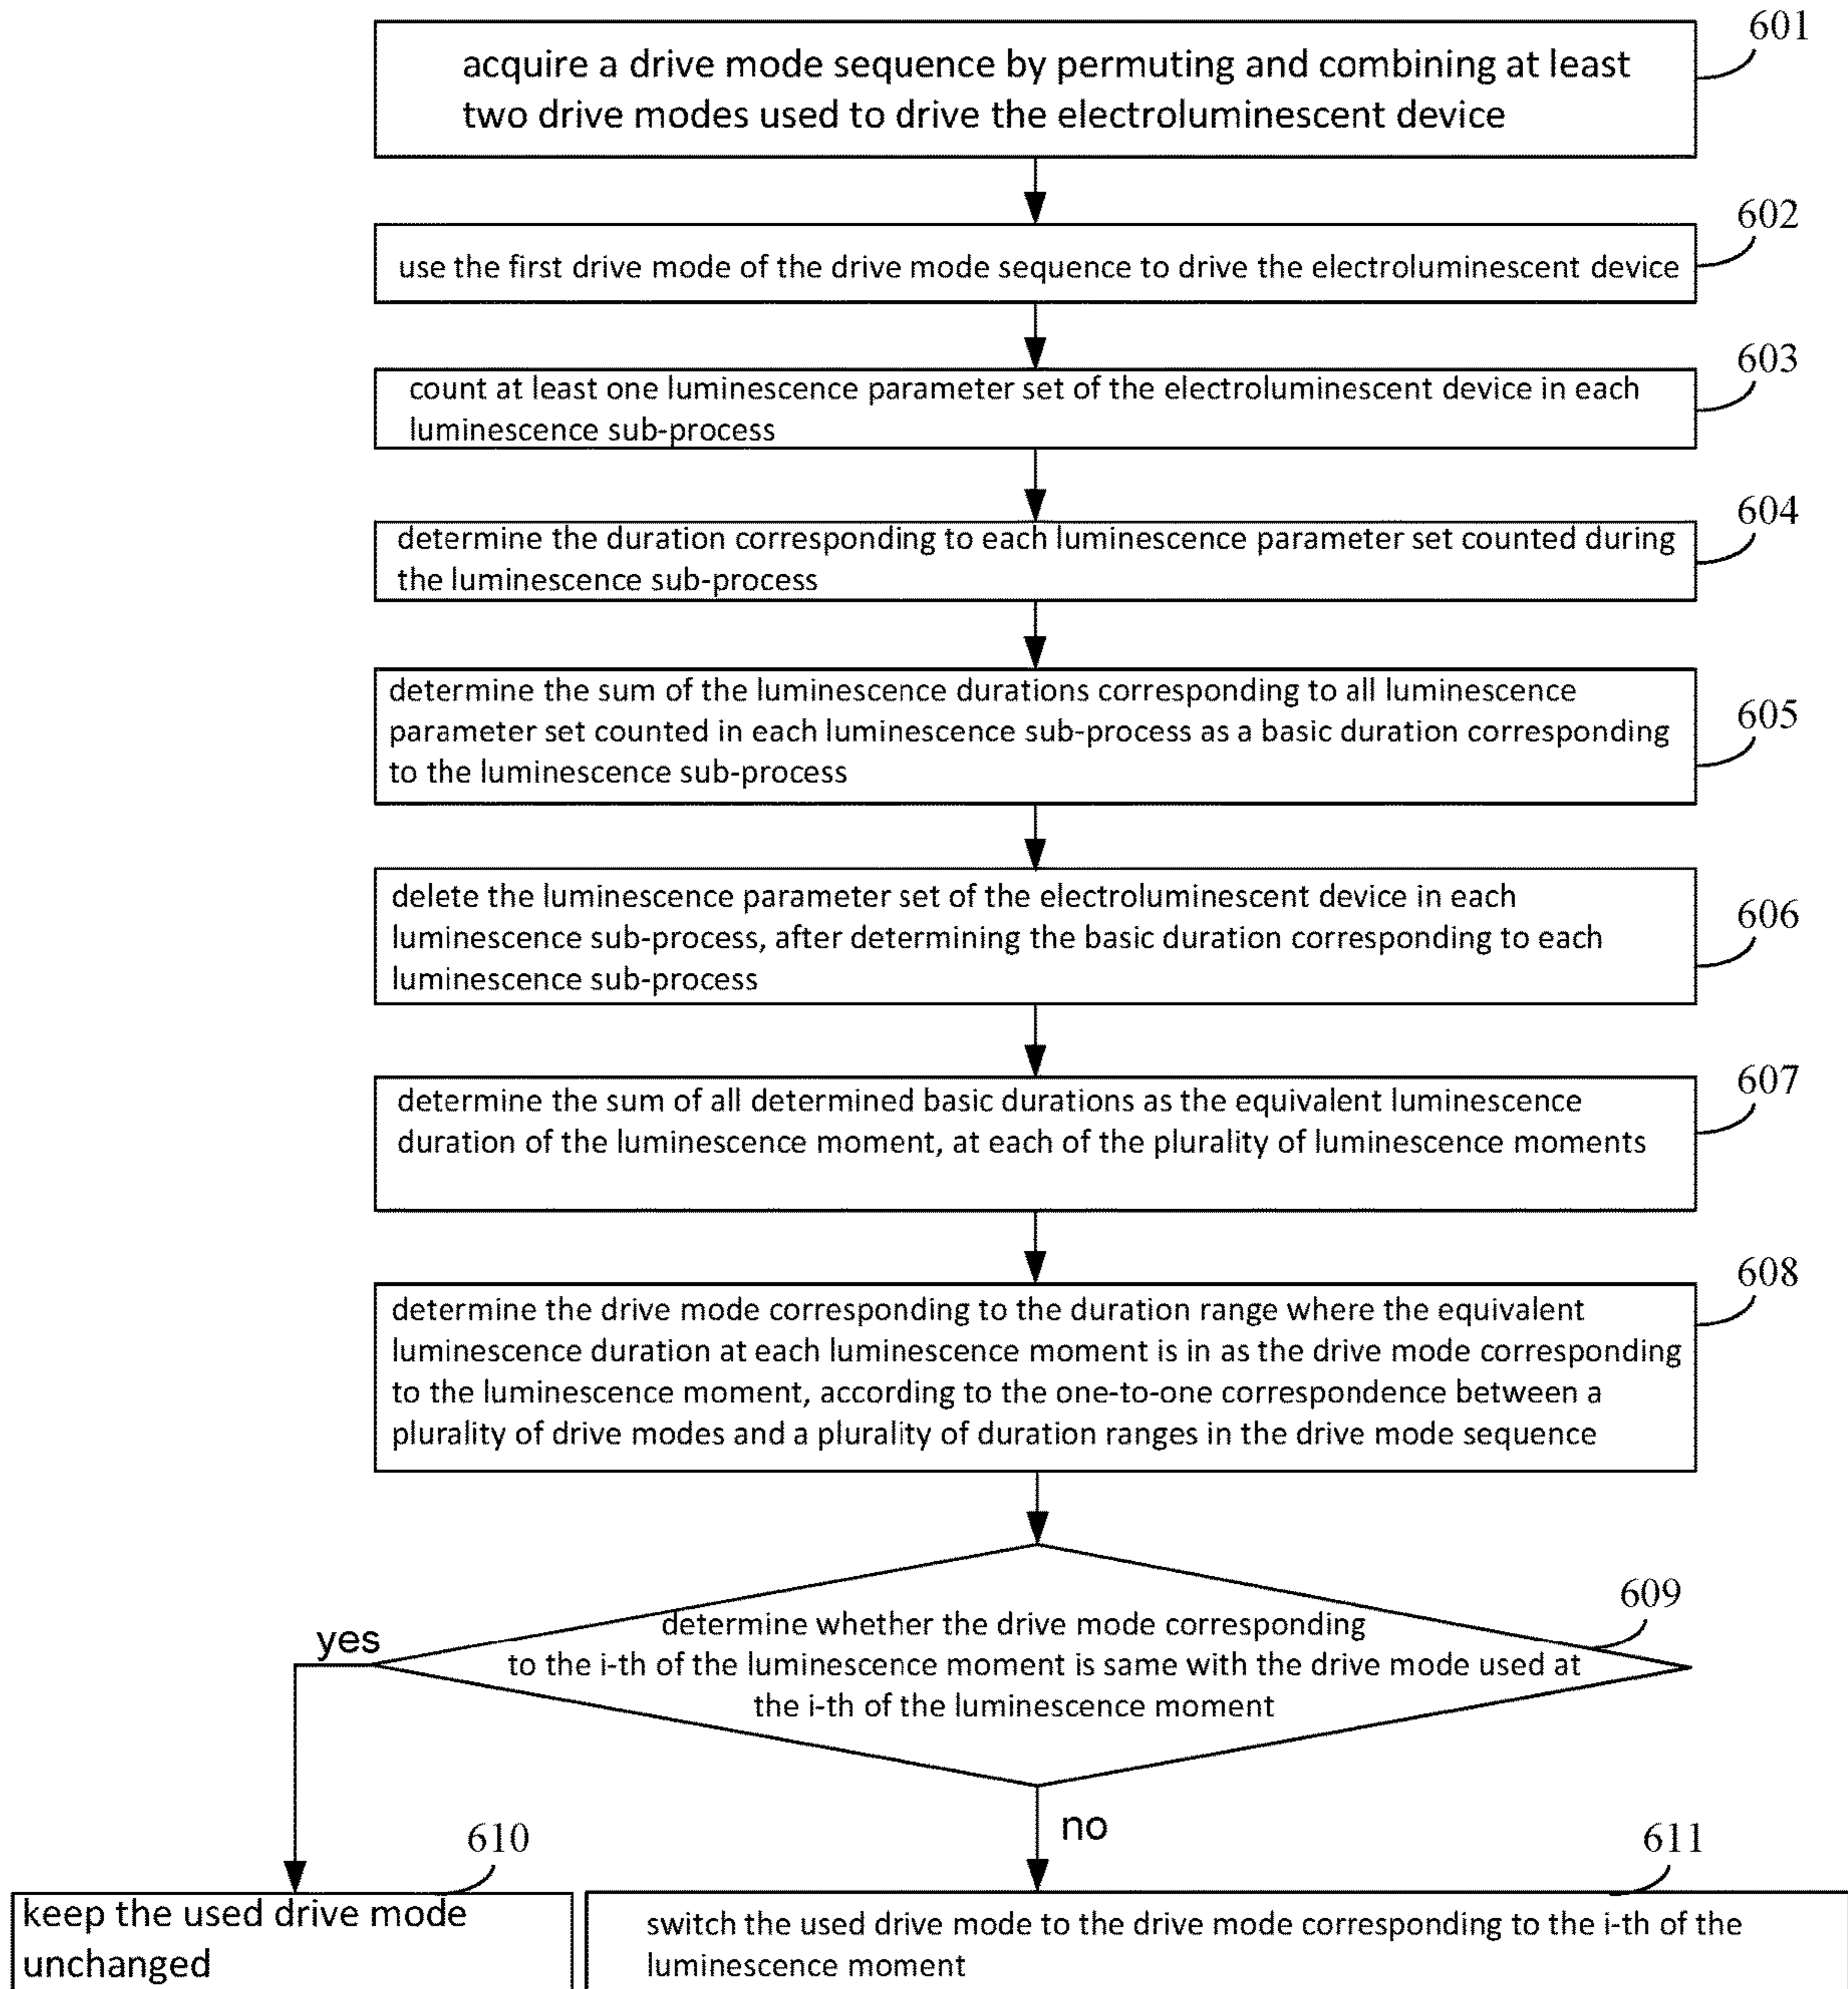 601
acquire a drive mode sequence by permuting and combining at least
two drive modes used to drive the electroluminescent device
602
use the first drive mode of the drive mode sequence to drive the electroluminescent device
603
count at least one luminescence parameter set of the electroluminescent device in each
luminescence sub-process
604
determine the duration corresponding to each luminescence parameter set counted during
the luminescence sub-process
605
determine the sum of the luminescence durations corresponding to all luminescence
parameter set counted in each luminescence sub-process as a basic duration corresponding
to the luminescence sub-process
606
delete the luminescence parameter set of the electroluminescent device in each
luminescence sub-process, after determining the basic duration corresponding to each
luminescence sub-process
607
determine the sum of all determined basic durations as the equivalent luminescence
duration of the luminescence moment, at each of the plurality of luminescence moments
608
determine the drive mode corresponding to the duration range where the equivalent
luminescence duration at each luminescence moment is in as the drive mode corresponding
to the luminescence moment, according to the one-to-one correspondence between a
plurality of drive modes and a plurality of duration ranges in the drive mode sequence
609
determine whether the drive mode corresponding
to the i-th of the luminescence moment is same with the drive mode used at
the i-th of the luminescence moment
yes
no
610
keep the used drive mode
unchanged
611
switch the used drive mode to the drive mode corresponding to the i-th of the
luminescence moment